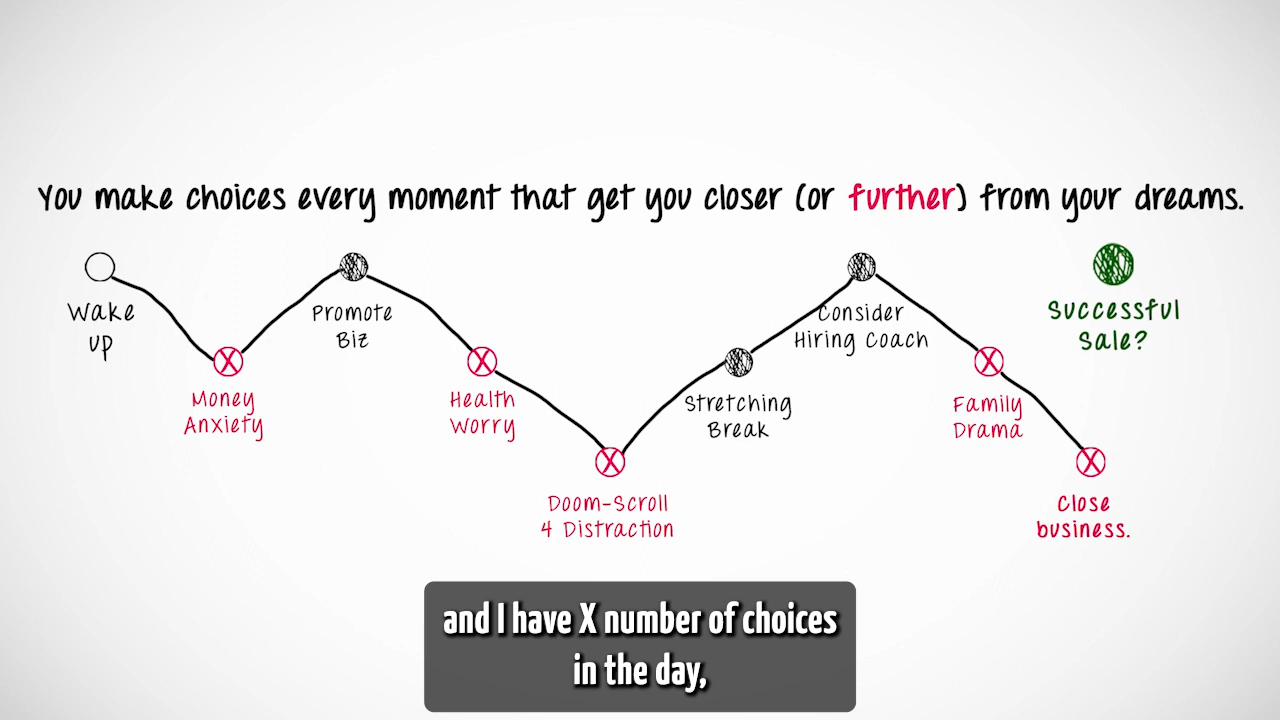 You make choices every moment that get you closer (or further) from your dreams.
Wake
up
Money
Anxiety
Promote
Biz
Health
Worry
Doom-Scroll
4 Distraction
Stretching
Break
Consider
Hiring Coach
Family
Drama
Successful
Sale?
Close
business.
and I have X number of choices
in the day,